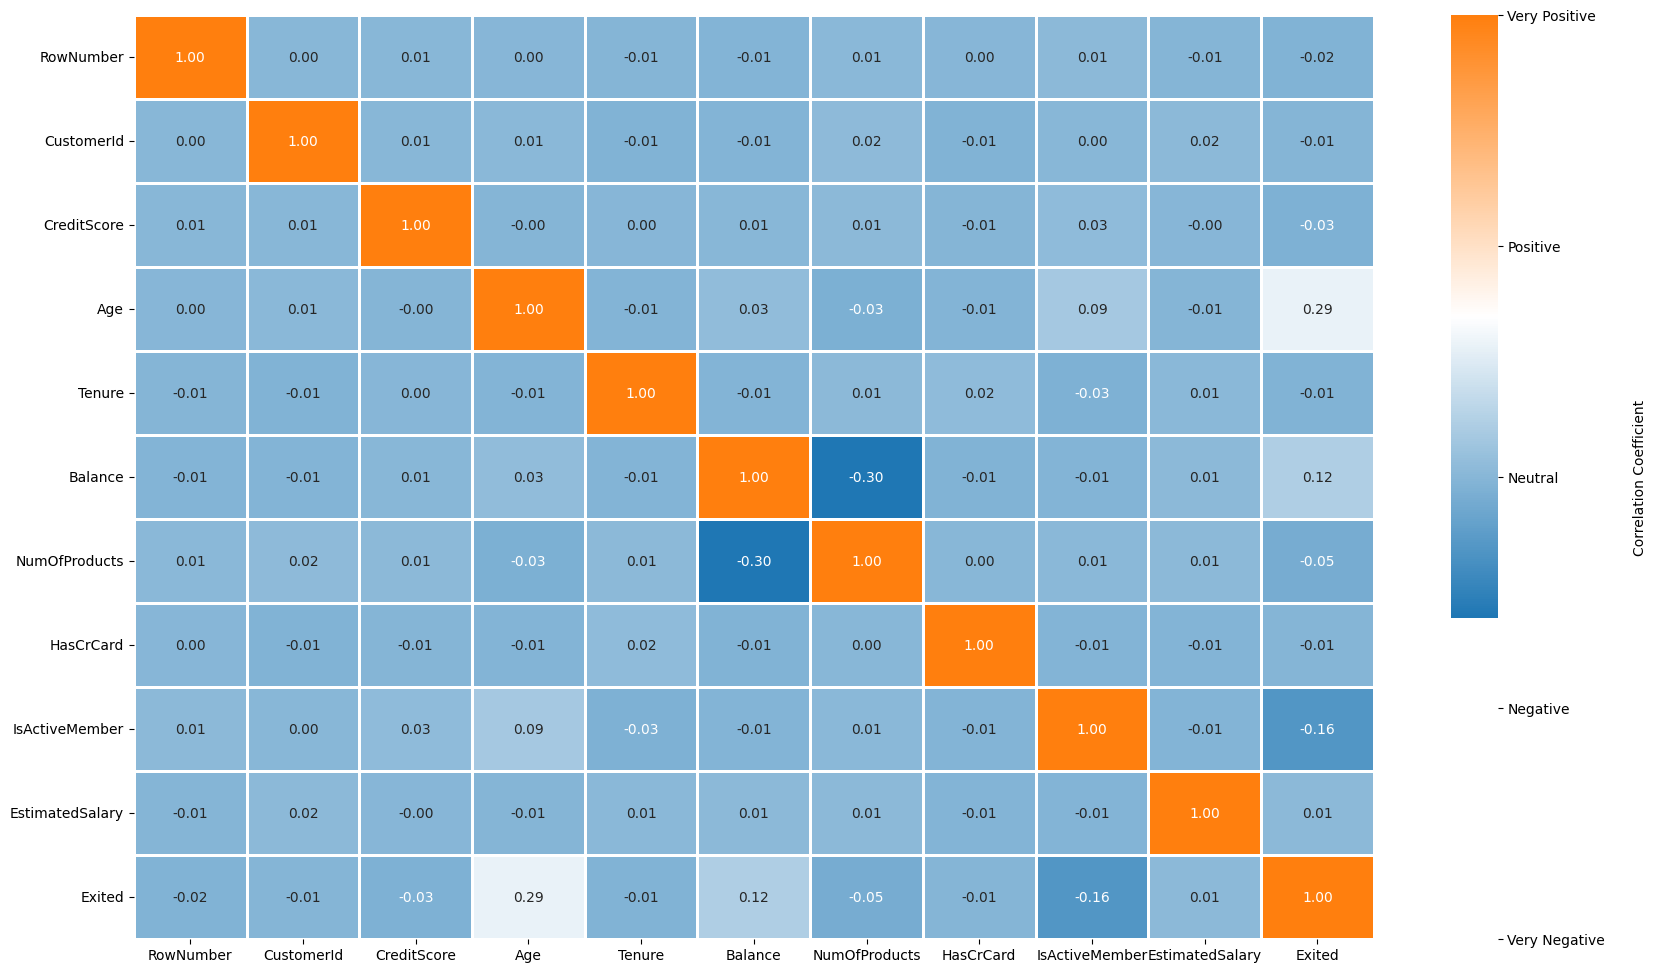 Very Positive
RowNumber 1.00 0.00 0.01 0.00 -0.01 -0.01 0.01 0.00 0.01 -0.01 -0.02
CustomerId 0.00 1.00 0.01 0.01 -0.01 -0.01 0.02 -0.01 0.00 0.02 -0.01
CreditScore 0.01 0.01 1.00 -0.00 0.00 0.01 0.01 -0.01 0.03 -0.00 -0.03
Positive
Age 0.00 0.01 -0.00 1.00 -0.01 0.03 -0.03 -0.01 0.09 -0.01 0.29
Tenure -0.01 -0.01 0.00 -0.01 1.00 -0.01 0.01 0.02 -0.03 0.01 -0.01
Balance -0.01 -0.01 0.01 0.03 -0.01 1.00 -0.30 -0.01 -0.01 0.01 0.12
Neutral
Correlation Coefficient
NumOfProducts 0.01 0.02 0.01 -0.03 0.01 -0.30 1.00 0.00 0.01 0.01 -0.05
HasCrCard 0.00 -0.01 -0.01 -0.01 0.02 -0.01 0.00 1.00 -0.01 -0.01 -0.01
Negative
IsActiveMember 0.01 0.00 0.03 0.09 -0.03 -0.01 0.01 -0.01 1.00 -0.01 -0.16
EstimatedSalary -0.01 0.02 -0.00 -0.01 0.01 0.01 0.01 -0.01 -0.01 1.00 0.01
Exited -0.02 -0.01 -0.03 0.29 -0.01 0.12 -0.05 -0.01 -0.16 0.01 1.00
Very Negative
RowNumber CustomerId CreditScore Age Tenure Balance NumOfProducts HasCrCard IsActiveMember EstimatedSalary Exited